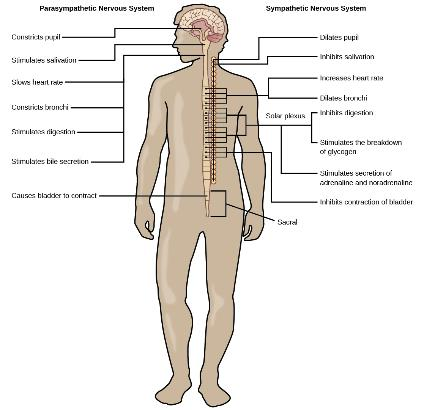 Parasympathetic Nervous System
Sympathetic Nervous System
Constricts pupil
Stimulates salivation
Slows heart rate
Constricts bronchi
Stimulates digestion
Stimulates bile secretion
Causes bladder to contract
Dilates pupil
Inhibits salivation
Increases heart rate
Dilates bronchi
Solar plexus
Inhibits digestion
Stimulates the breakdown
of glycogen
Stimulates secretion of
adrenaline and noradrenaline
Inhibits contraction of bladder
Sacral